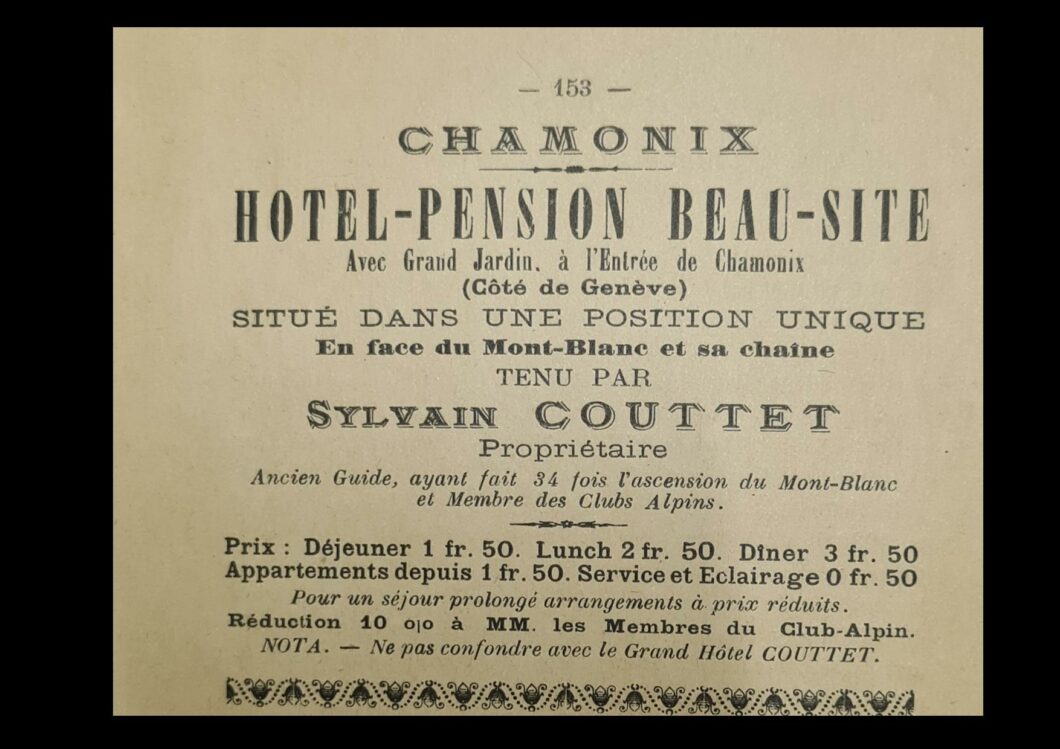 — 153 —
CHAMONIX
HOTEL-PENSION BEAU-SITE
Avec Grand Jardin. à l'Entrée de Chamonix
(Côté de Genève)
SITUÉ DANS UNE POSITION UNIQUE
En face du Mont-Blanc et sa chaîne
TENU PAR
SYLVAIN COUTTET
Propriétaire
Ancien Guide, ayant fait 34 fois l'ascension du Mont-Blanc
et Membre des Clubs Alpins.
Prix : Déjeuner 1 fr. 50. Lunch 2 fr. 50. Dîner 3 fr. 50
Appartements depuis 1 fr. 50. Service et Eclairage 0 fr. 50
Pour un séjour prolongé arrangements à prix réduits.
Réduction 10 o|o à MM. les Membres du Club-Alpin.
NOTA. — Ne pas confondre avec le Grand Hôtel COUTTET.